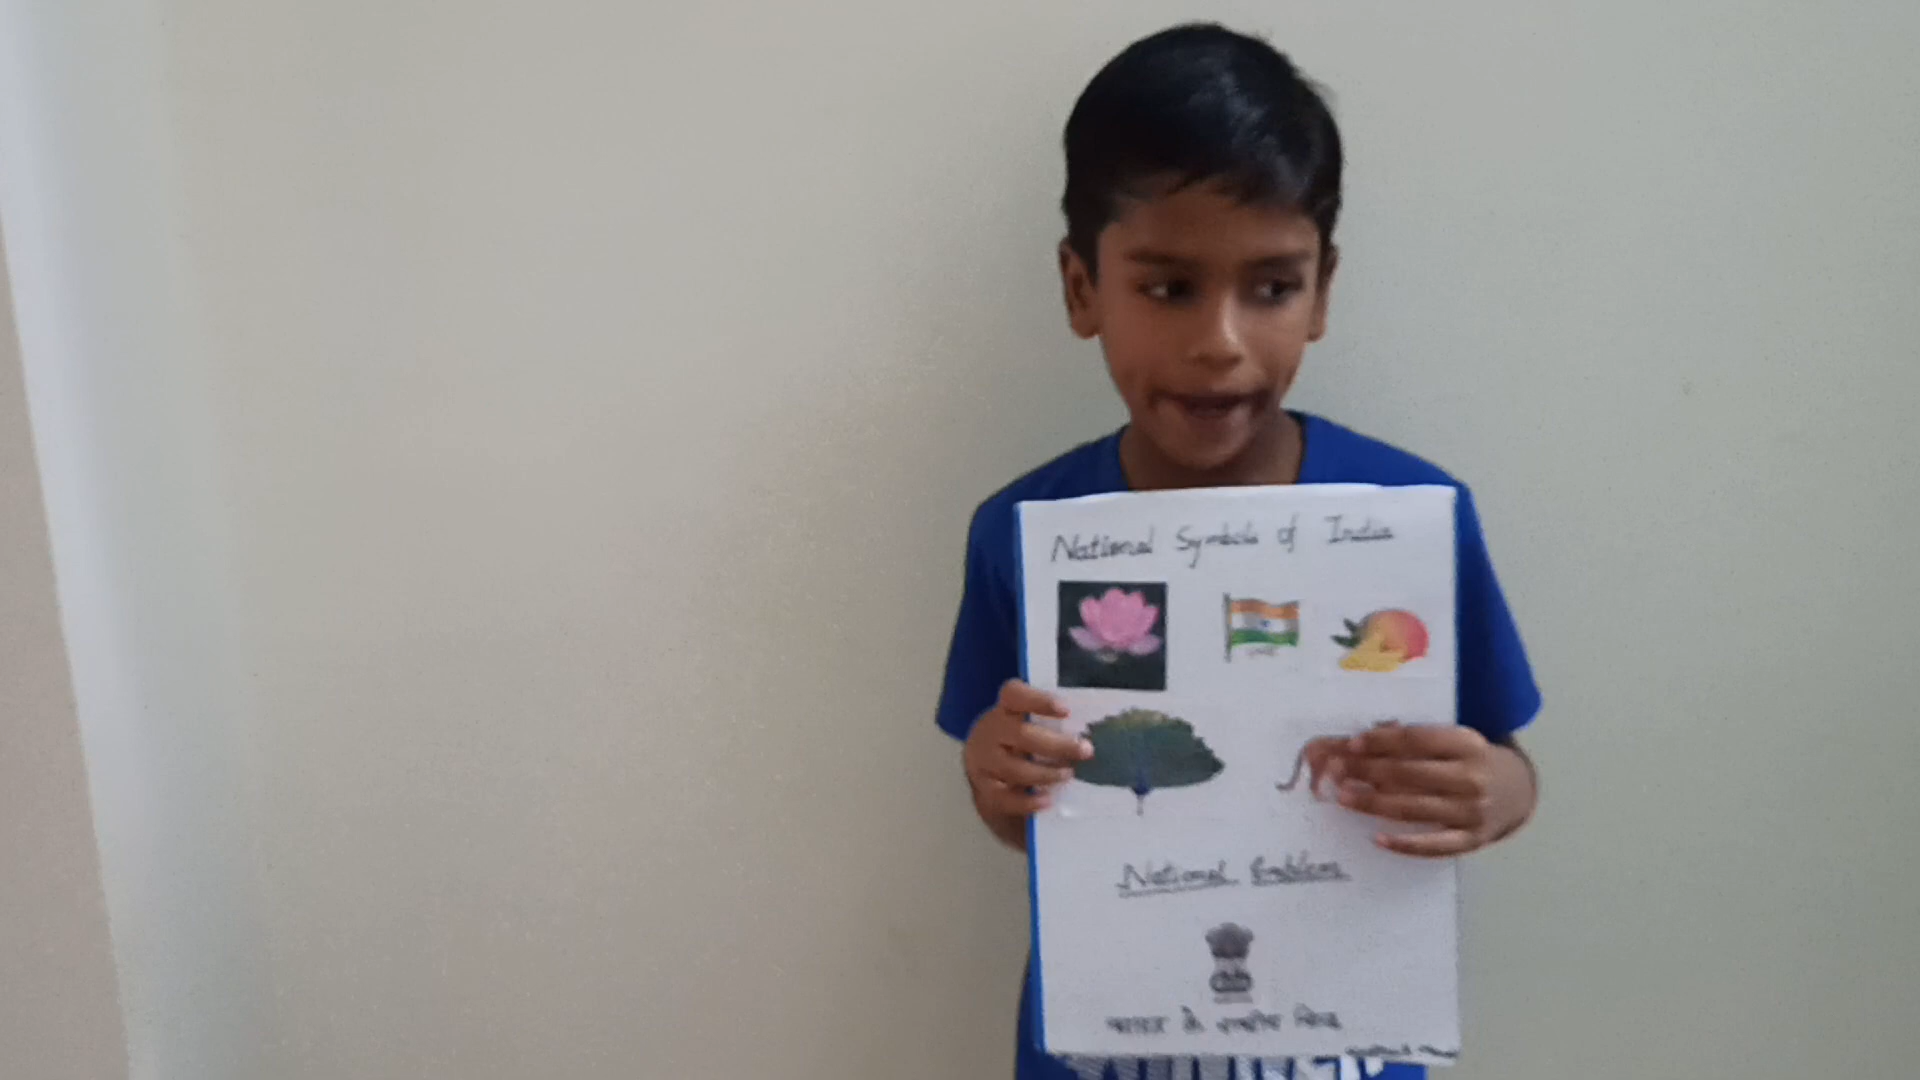 National Symbols of India
National Emblem
भारत के राष्ट्रीय चिन्ह